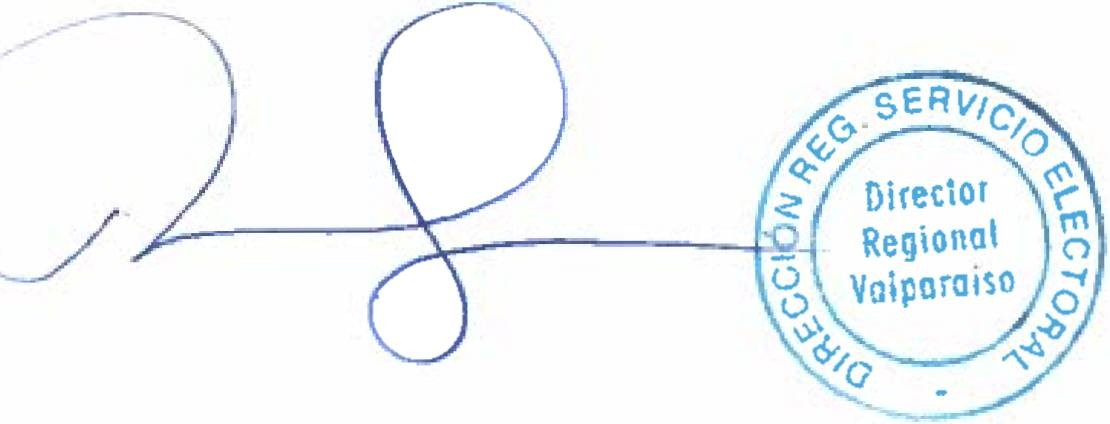 DIRECCIÓN REG. SERVICIO ELECTORAL
Director
Regional
Valparaiso